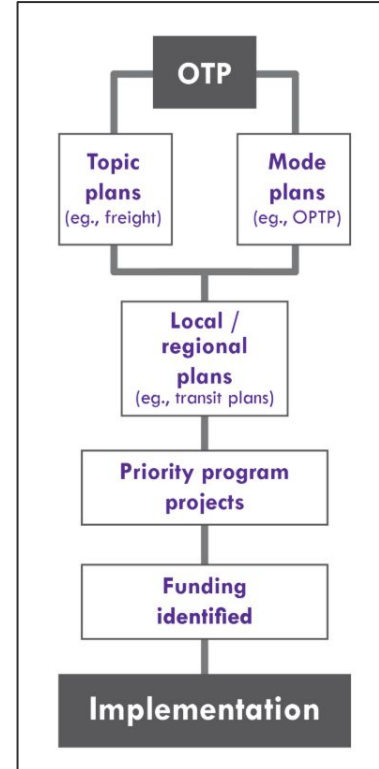 OTP
Topic
plans
(eg., freight)
Mode
plans
(eg., OPTP)
Local /
regional
plans
(eg., transit plans)
Priority program
projects
Funding
identified
Implementation